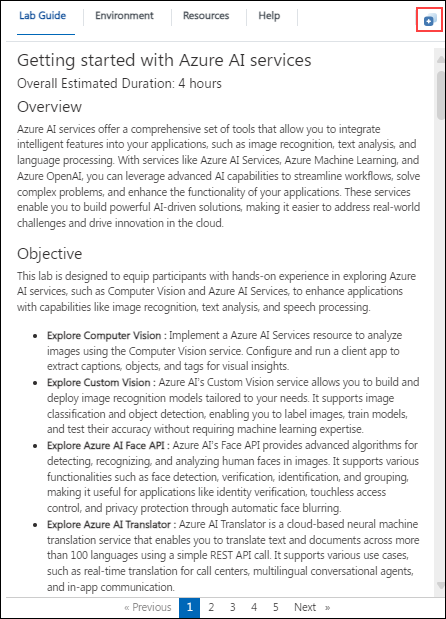 Lab Guide Environment Resources Help
Getting started with Azure AI services
Overall Estimated Duration: 4 hours
Overview
Azure AI services offer a comprehensive set of tools that allow you to integrate
intelligent features into your applications, such as image recognition, text analysis, and
language processing. With services like Azure AI Services, Azure Machine Learning, and
Azure OpenAI, you can leverage advanced AI capabilities to streamline workflows, solve
complex problems, and enhance the functionality of your applications. These services
enable you to build powerful AI-driven solutions, making it easier to address real-world
challenges and drive innovation in the cloud.
Objective
This lab is designed to equip participants with hands-on experience in exploring Azure
AI services, such as Computer Vision and Azure AI Services, to enhance applications
with capabilities like image recognition, text analysis, and speech processing.
• Explore Computer Vision : Implement a Azure AI Services resource to analyze
images using the Computer Vision service. Configure and run a client app to
extract captions, objects, and tags for visual insights.
• Explore Custom Vision : Azure AI's Custom Vision service allows you to build and
deploy image recognition models tailored to your needs. It supports image
classification and object detection, enabling you to label images, train models,
and test their accuracy without requiring machine learning expertise.
• Explore Azure AI Face API : Azure AI's Face API provides advanced algorithms for
detecting, recognizing, and analyzing human faces in images. It supports various
functionalities such as face detection, verification, identification, and grouping,
making it useful for applications like identity verification, touchless access
control, and privacy protection through automatic face blurring.
• Explore Azure AI Translator : Azure AI Translator is a cloud-based neural machine
translation service that enables you to translate text and documents across more
than 100 languages using a simple REST API call. It supports various use cases,
such as real-time translation for call centers, multilingual conversational agents,
and in-app communication.
« Previous 1 2 3 4 5 Next »